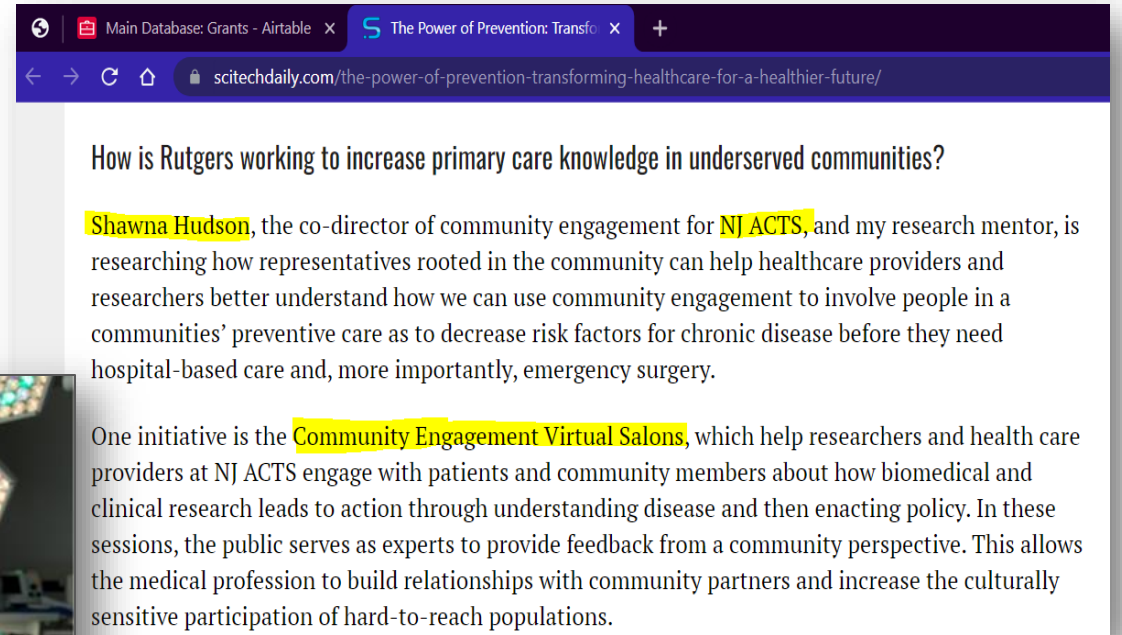 Main Database: Grants - Airtable
The Power of Prevention: Transfo
scitechdaily.com/the-power-of-prevention-transforming-healthcare-for-a-healthier-future/
How is Rutgers working to increase primary care knowledge in underserved communities?
Shawna Hudson, the co-director of community engagement for NJ ACTS, and my research mentor, is
researching how representatives rooted in the community can help healthcare providers and
researchers better understand how we can use community engagement to involve people in a
communities’ preventive care as to decrease risk factors for chronic disease before they need
hospital-based care and, more importantly, emergency surgery.
One initiative is the Community Engagement Virtual Salons, which help researchers and health care
providers at NJ ACTS engage with patients and community members about how biomedical and
clinical research leads to action through understanding disease and then enacting policy. In these
sessions, the public serves as experts to provide feedback from a community perspective. This allows
the medical profession to build relationships with community partners and increase the culturally
sensitive participation of hard-to-reach populations.